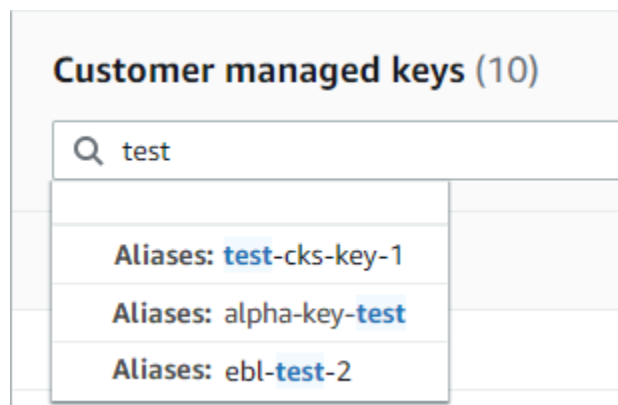 Customer managed keys (10)
test
Aliases: test-cks-key-1
Aliases: alpha-key-test
Aliases: ebl-test-2